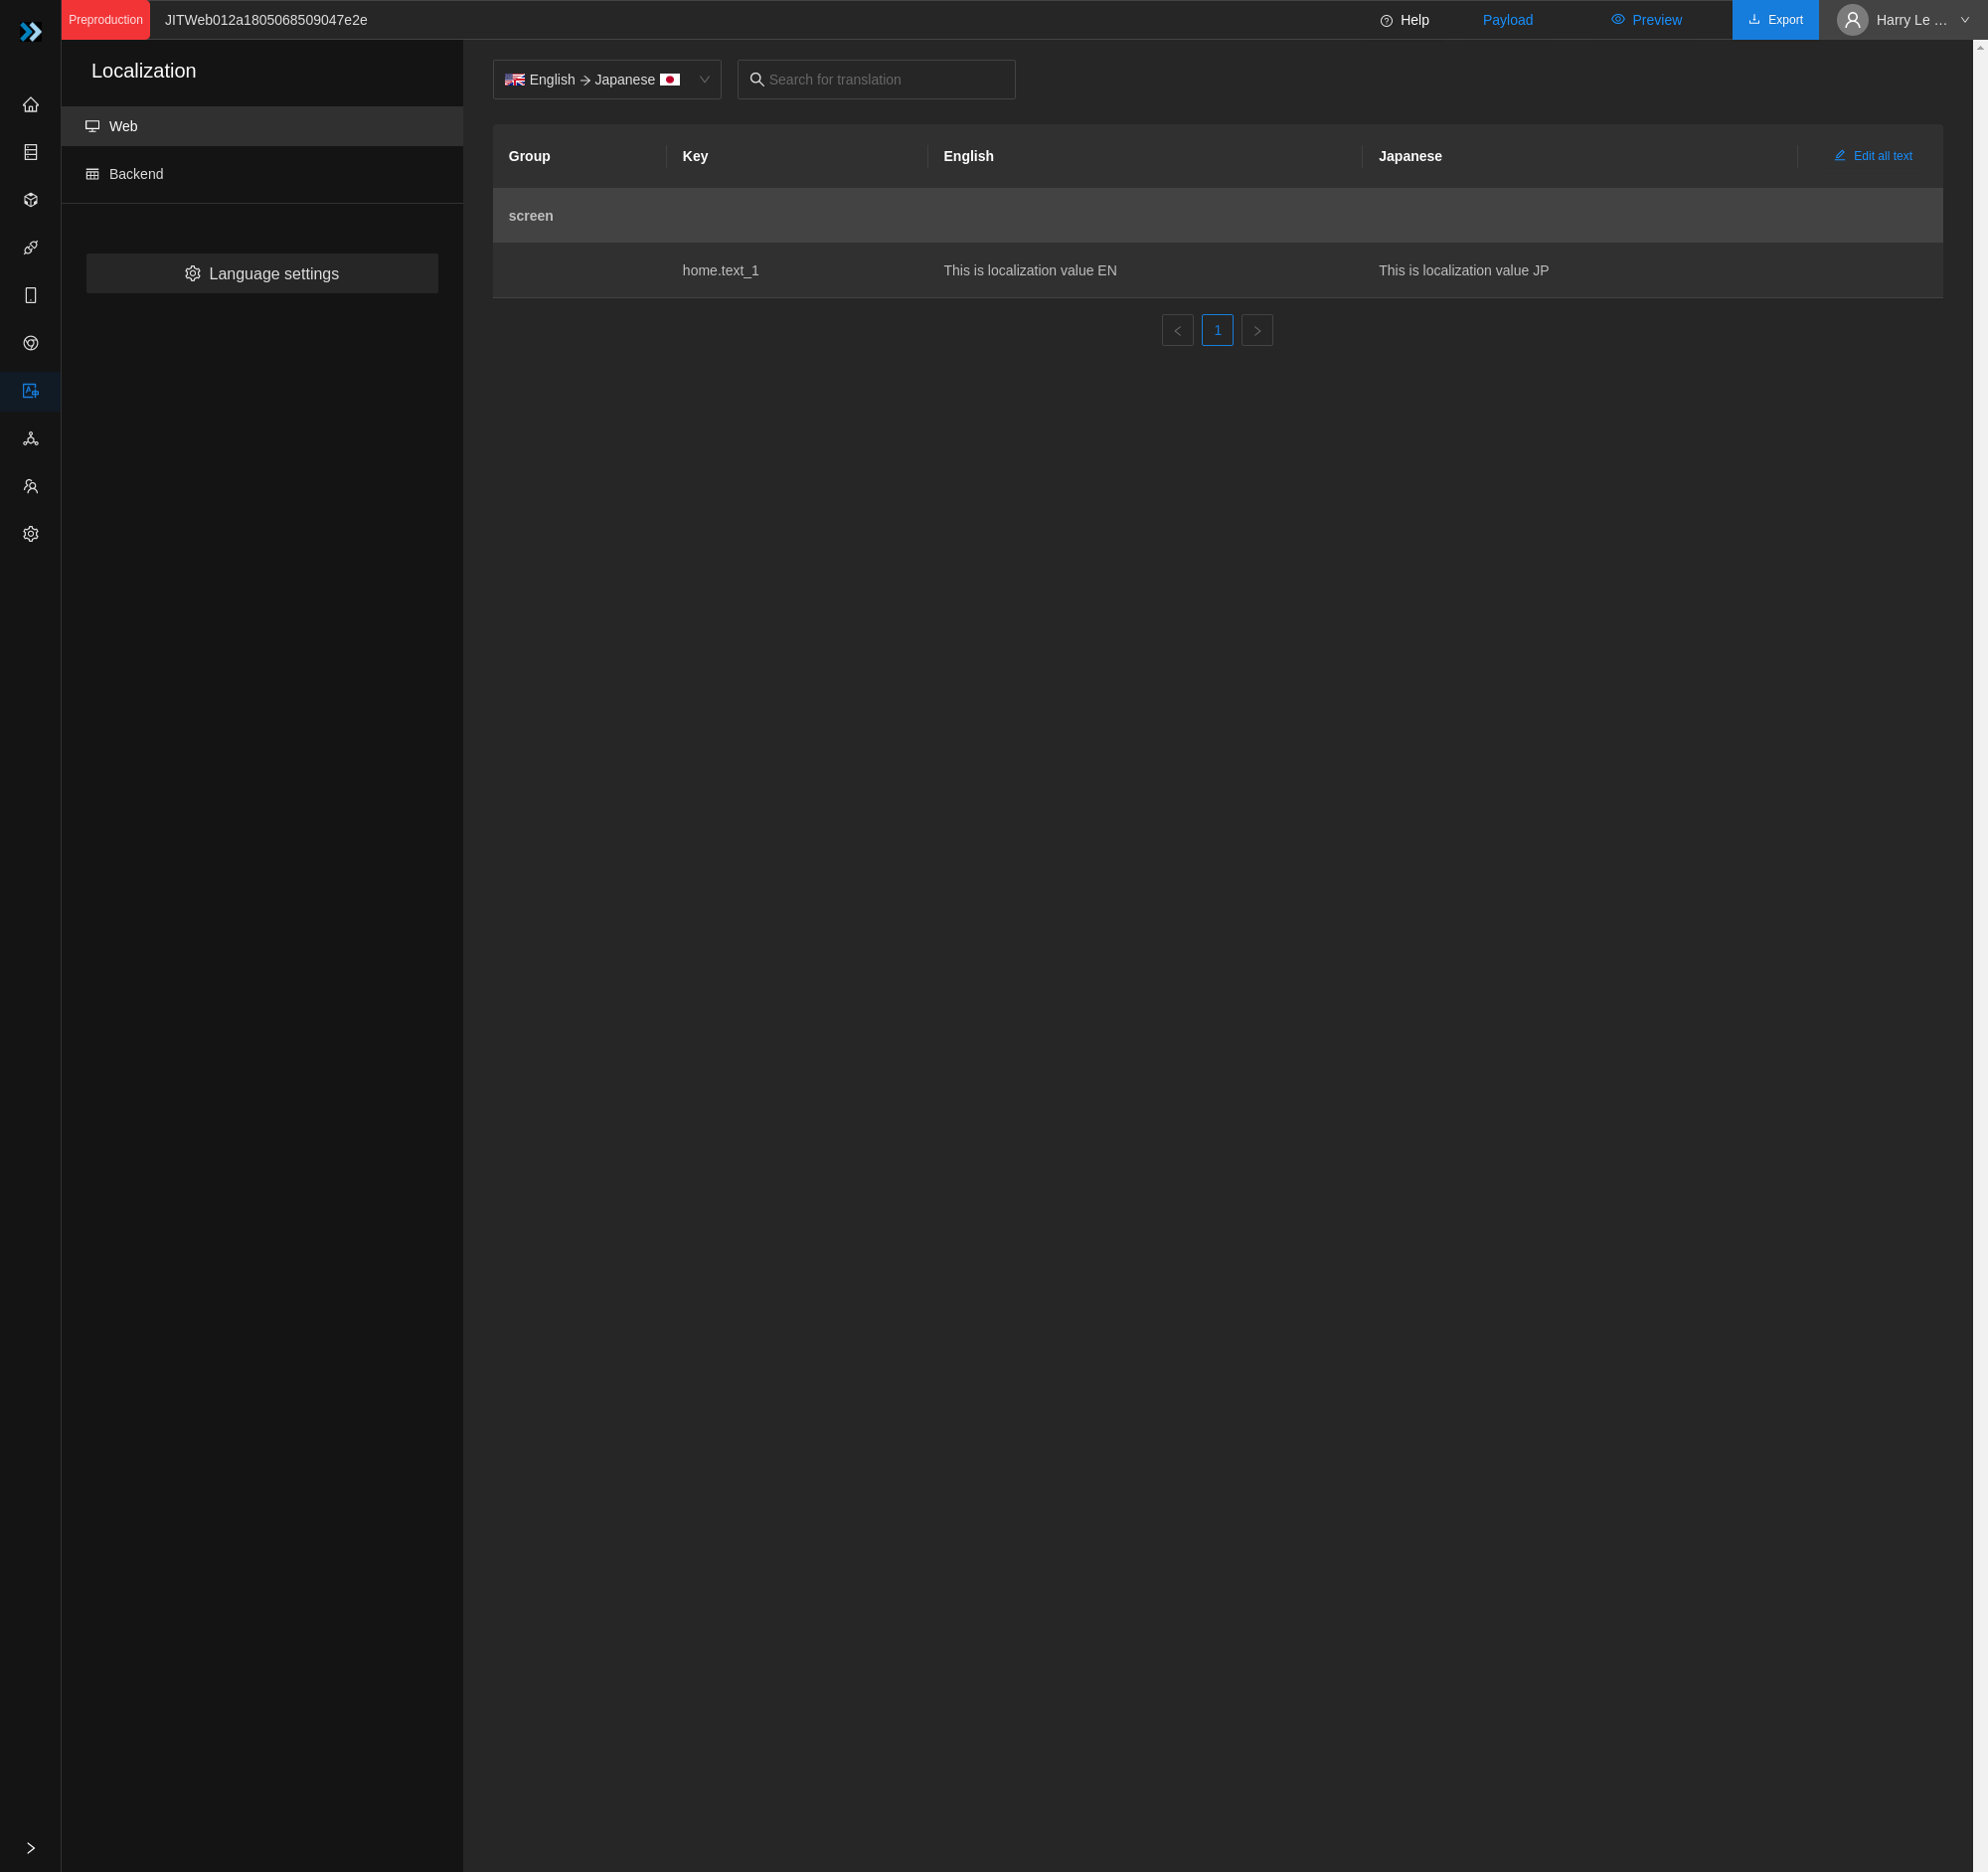 Preproduction
JITWeb012a1805068509047e2e
Help
Payload
Preview
Export
Harry Le ...
Localization
Web
Backend
Language settings
English → Japanese
Search for translation
Group Key English Japanese Edit all text
screen
home.text_1 This is localization value EN This is localization value JP
1